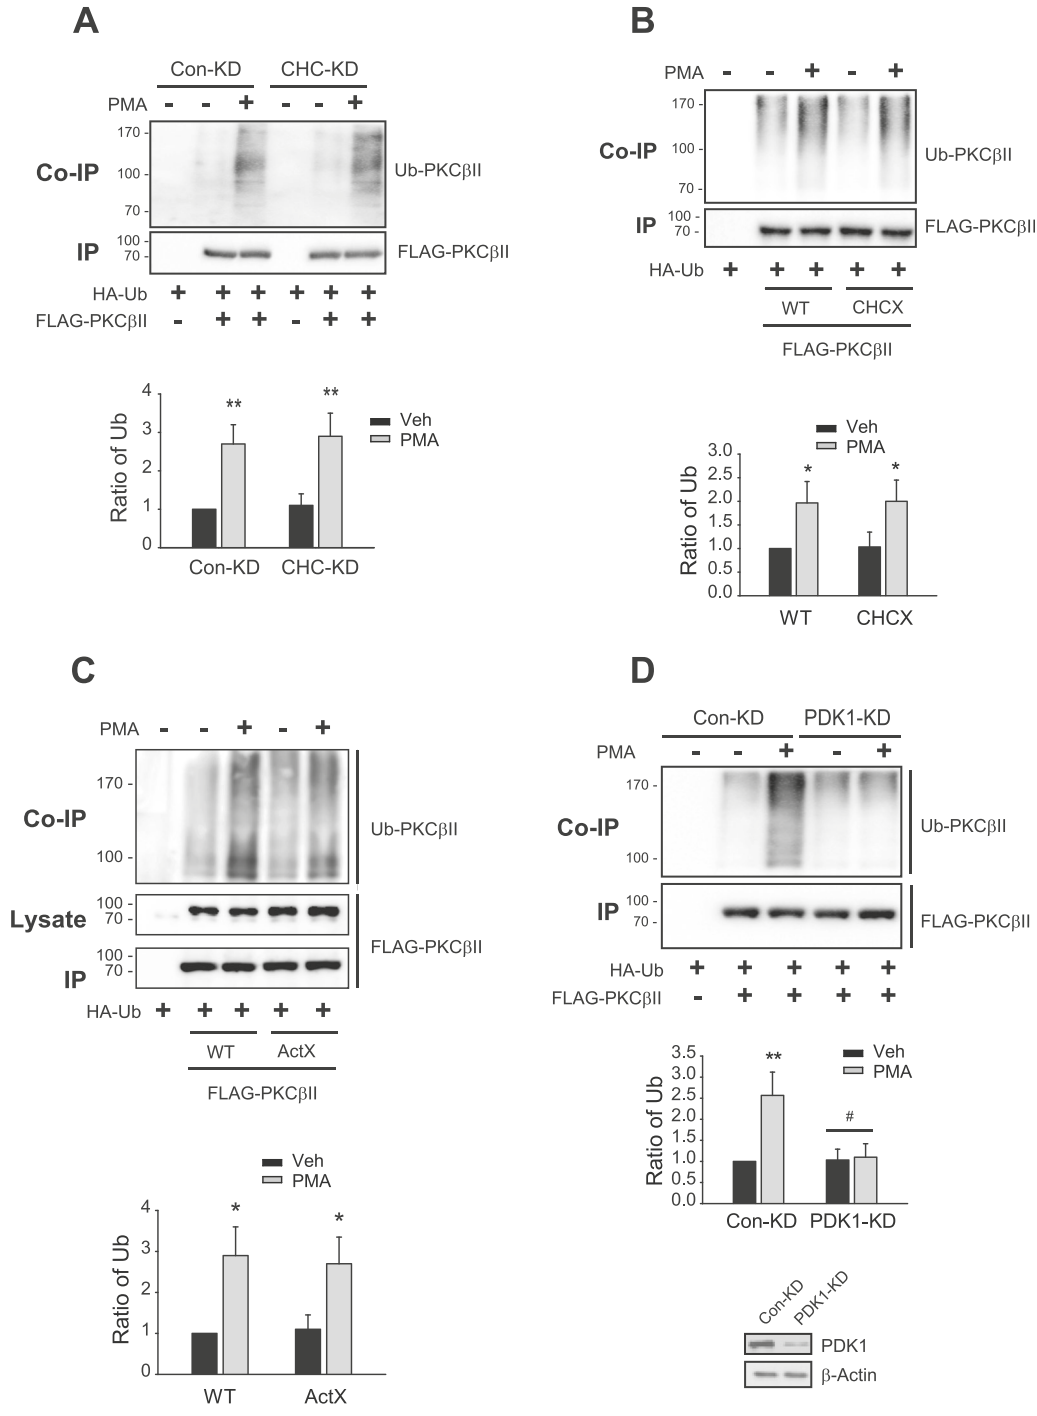 A
Con-KD CHC-KD
PMA - - + - - +
170 -
Co-IP
100 -
Ub-PKCβII
70 -
100 -
IP
70 -
FLAG-PKCβII
HA-Ub + + + + + +
FLAG-PKCβII - + + - + +
4
3
2
1
0
Ratio of Ub
** **
Veh
PMA
Con-KD CHC-KD
B
PMA - - + - +
170 -
Co-IP
100 -
Ub-PKCβII
70 -
100 -
IP
70 -
FLAG-PKCβII
HA-Ub + + + + +
WT CHCX
FLAG-PKCβII
Veh
PMA
3.0
2.5
2.0
1.5
1.0
0.5
0.0
Ratio of Ub
* *
WT CHCX
C
PMA - - + - +
170 -
Co-IP
Ub-PKCβII
100 -
Lysate
100 -
70 -
FLAG-PKCβII
IP
100 -
70 -
HA-Ub + + + + +
WT ActX
FLAG-PKCβII
Veh
PMA
4
3
2
1
0
Ratio of Ub
* *
WT ActX
D
Con-KD PDK1-KD
PMA - - + - +
170 -
Co-IP
Ub-PKCβII
100 -
IP
100 -
70 -
FLAG-PKCβII
HA-Ub + + + + +
FLAG-PKCβII - + + + +
Veh
PMA
3.5
3.0
2.5
2.0
1.5
1.0
0.5
0.0
Ratio of Ub
** #
Con-KD PDK1-KD
Con-KD
PDK1-KD
PDK1
β-Actin